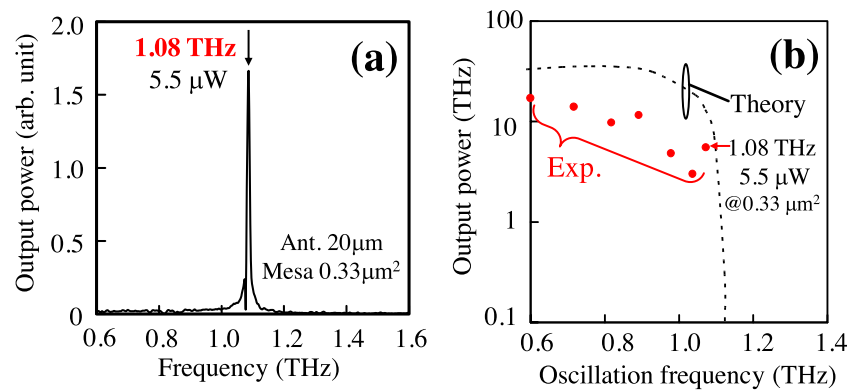 2.0
1.5
1.0
0.5
0
Output power (arb. unit)
1.08 THz
5.5 μW
(a)
Ant. 20μm
Mesa 0.33μm²
0.6 0.8 1.0 1.2 1.4 1.6
Frequency (THz)
100
10
1
0.1
Output power (THz)
(b)
Theory
Exp.
1.08 THz
5.5 μW
@0.33 μm²
0.6 0.8 1.0 1.2 1.4
Oscillation frequency (THz)